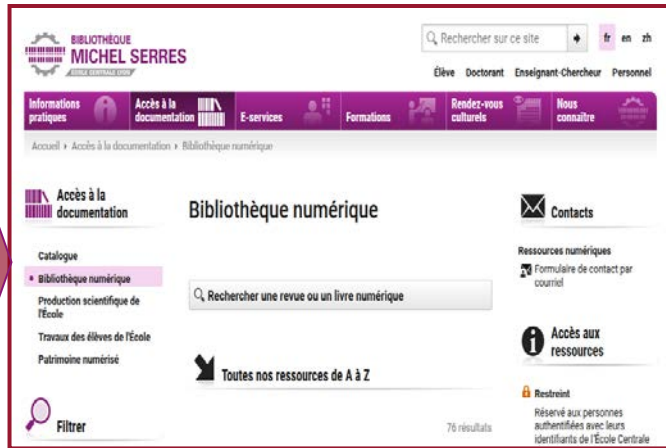 BIBLIOTHÈQUE
MICHEL SERRES
ÉCOLE CENTRALE LYON
Rechercher sur ce site
fr en zh
Élève Doctorant Enseignant-Chercheur Personnel
Informations pratiques
Accès à la documentation
E-services
Formations
Rendez-vous culturels
Nous connaître
Accueil › Accès à la documentation › Bibliothèque numérique
Accès à la
documentation
Catalogue
Bibliothèque numérique
Production scientifique de
l'École
Travaux des élèves de l'École
Patrimoine numérisé
Filtrer
Bibliothèque numérique
Rechercher une revue ou un livre numérique
Toutes nos ressources de A à Z
76 résultats
Contacts
Ressources numériques
Formulaire de contact par
courriel
Accès aux
ressources
Restreint
Réservé aux personnes
authentifiées avec leurs
identifiants de l'École Centrale